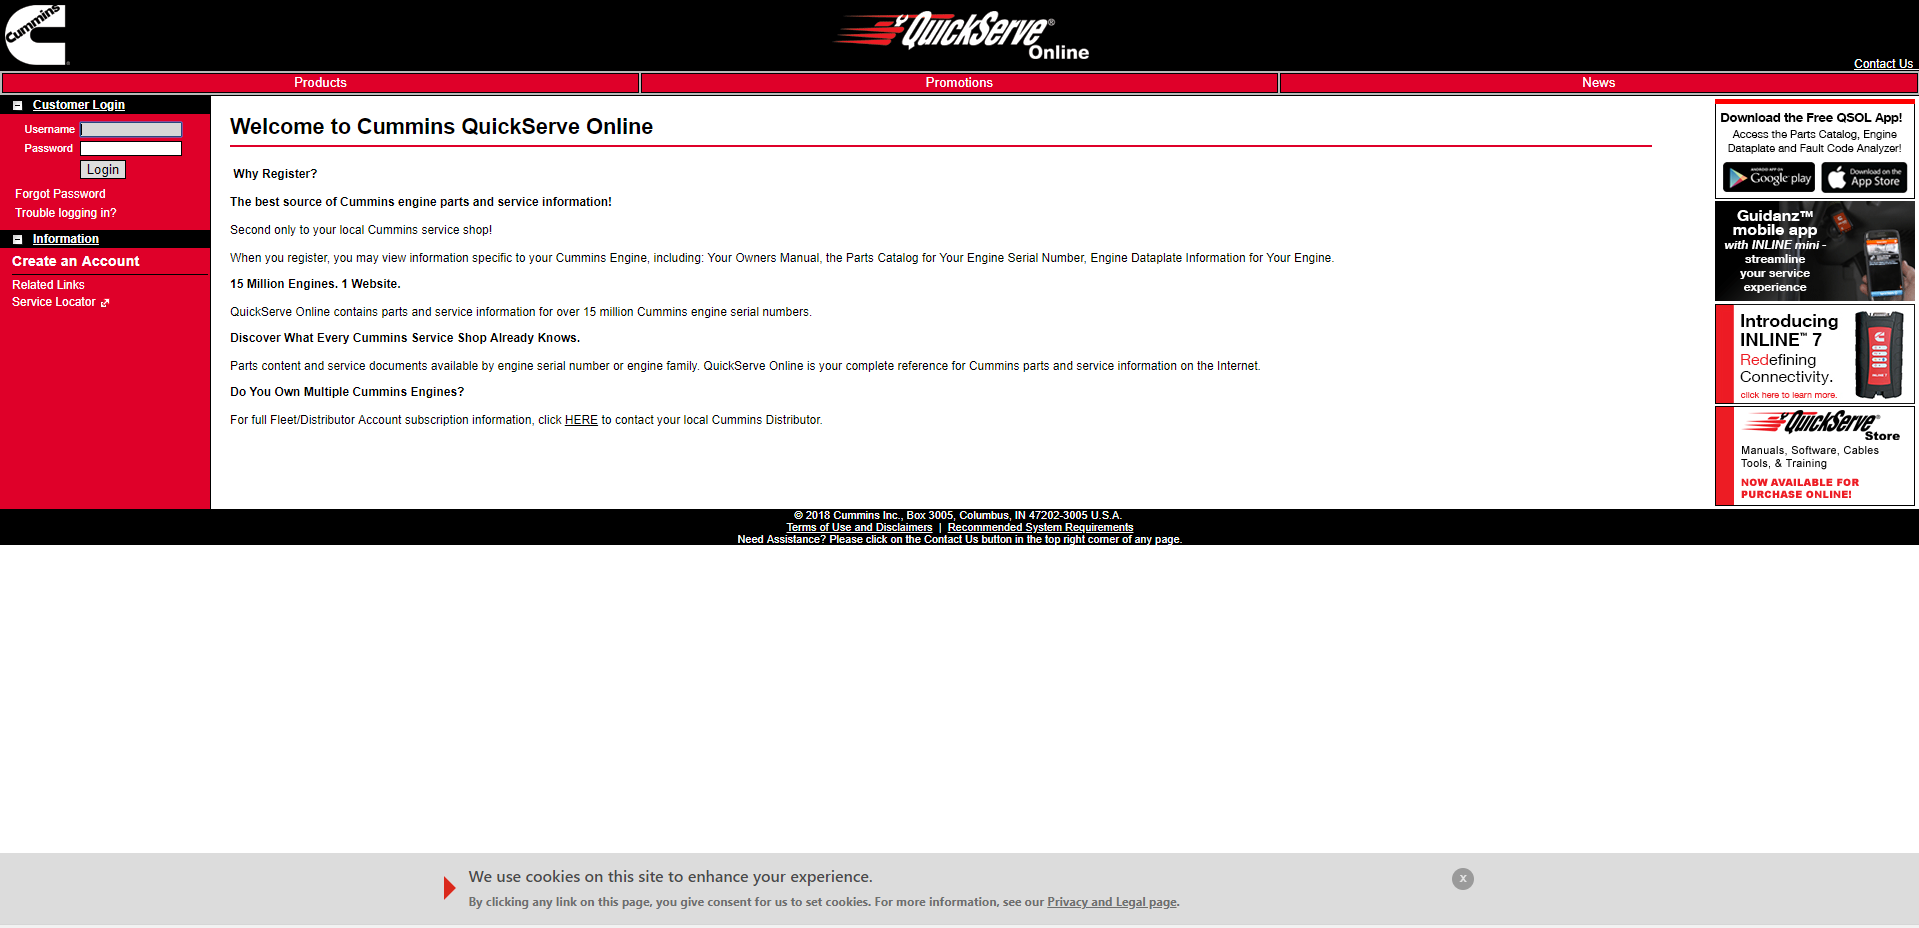 Cummins
QuickServe®
Online
Contact Us
Products
Promotions
News
Customer Login
Username
Password
Login
Forgot Password
Trouble logging in?
Information
Create an Account
Related Links
Service Locator
Welcome to Cummins QuickServe Online
Why Register?
The best source of Cummins engine parts and service information!
Second only to your local Cummins service shop!
When you register, you may view information specific to your Cummins Engine, including: Your Owners Manual, the Parts Catalog for Your Engine Serial Number, Engine Dataplate Information for Your Engine.
15 Million Engines. 1 Website.
QuickServe Online contains parts and service information for over 15 million Cummins engine serial numbers.
Discover What Every Cummins Service Shop Already Knows.
Parts content and service documents available by engine serial number or engine family. QuickServe Online is your complete reference for Cummins parts and service information on the Internet.
Do You Own Multiple Cummins Engines?
For full Fleet/Distributor Account subscription information, click HERE to contact your local Cummins Distributor.
Download the Free QSOL App!
Access the Parts Catalog, Engine
Dataplate and Fault Code Analyzer!
ANDROID APP ON
Google play
Download on the
App Store
Guidanz™
mobile app
with INLINE mini -
streamline
your service
experience
Introducing
INLINE™ 7
Redefining
Connectivity.
click here to learn more.
INLINE 7
QuickServe®
Store
Manuals, Software, Cables
Tools, & Training
NOW AVAILABLE FOR
PURCHASE ONLINE!
© 2018 Cummins Inc., Box 3005, Columbus, IN 47202-3005 U.S.A.
Terms of Use and Disclaimers | Recommended System Requirements
Need Assistance? Please click on the Contact Us button in the top right corner of any page.
We use cookies on this site to enhance your experience.
x
By clicking any link on this page, you give consent for us to set cookies. For more information, see our Privacy and Legal page.